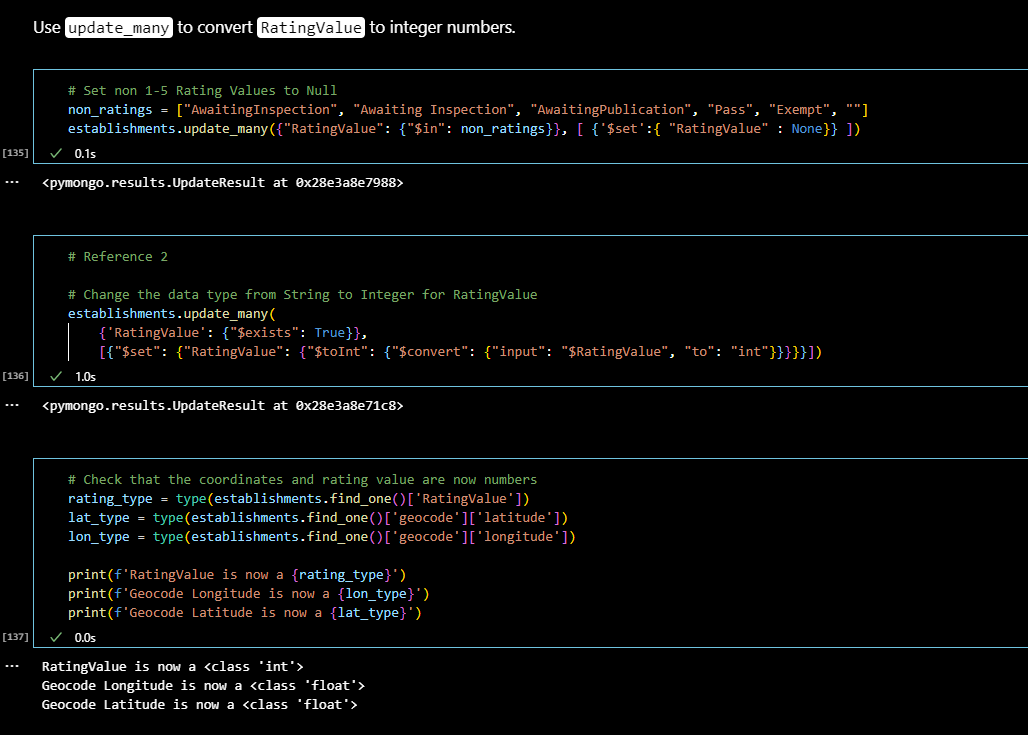 Use update_many to convert RatingValue to integer numbers.
# Set non 1-5 Rating Values to Null
non_ratings = ["AwaitingInspection", "Awaiting Inspection", "AwaitingPublication", "Pass", "Exempt", ""]
establishments.update_many({"RatingValue": {"$in": non_ratings}}, [ {'$set':{ "RatingValue" : None}} ])
[135] ✓ 0.1s
... <pymongo.results.UpdateResult at 0x28e3a8e7988>
# Reference 2
# Change the data type from String to Integer for RatingValue
establishments.update_many(
{'RatingValue': {"$exists": True}},
[{"$set": {"RatingValue": {"$toInt": {"$convert": {"input": "$RatingValue", "to": "int"}}}}}])
[136] ✓ 1.0s
... <pymongo.results.UpdateResult at 0x28e3a8e71c8>
# Check that the coordinates and rating value are now numbers
rating_type = type(establishments.find_one()['RatingValue'])
lat_type = type(establishments.find_one()['geocode']['latitude'])
lon_type = type(establishments.find_one()['geocode']['longitude'])
print(f'RatingValue is now a {rating_type}')
print(f'Geocode Longitude is now a {lon_type}')
print(f'Geocode Latitude is now a {lat_type}')
[137] ✓ 0.0s
... RatingValue is now a <class 'int'>
Geocode Longitude is now a <class 'float'>
Geocode Latitude is now a <class 'float'>